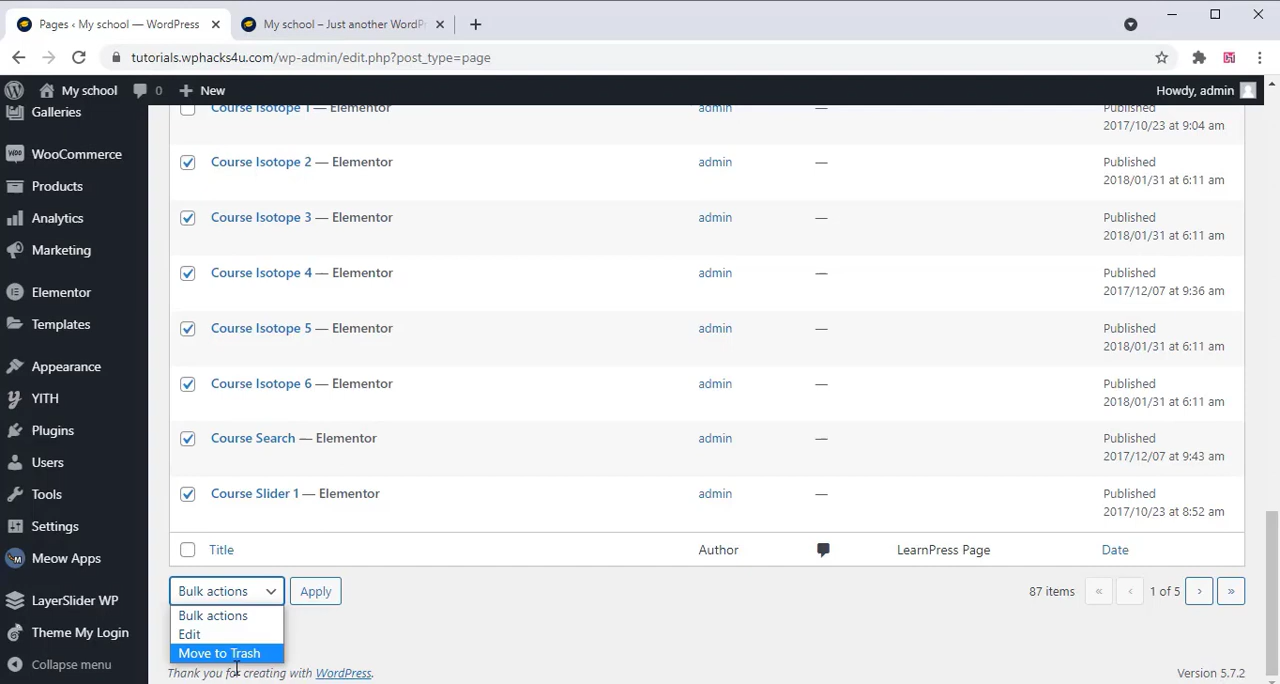 Pages ‹ My school — WordPress
My school – Just another WordP
tutorials.wphacks4u.com/wp-admin/edit.php?post_type=page
My school 0 New Howdy, admin
Galleries
WooCommerce
Products
Analytics
Marketing
Elementor
Templates
Appearance
YITH
Plugins
Users
Tools
Settings
Meow Apps
LayerSlider WP
Theme My Login
Collapse menu
Course Isotope 1 — Elementor admin — Published
2017/10/23 at 9:04 am
Course Isotope 2 — Elementor admin — Published
2018/01/31 at 6:11 am
Course Isotope 3 — Elementor admin — Published
2018/01/31 at 6:11 am
Course Isotope 4 — Elementor admin — Published
2017/12/07 at 9:36 am
Course Isotope 5 — Elementor admin — Published
2018/01/31 at 6:11 am
Course Isotope 6 — Elementor admin — Published
2018/01/31 at 6:11 am
Course Search — Elementor admin — Published
2017/12/07 at 9:43 am
Course Slider 1 — Elementor admin — Published
2017/10/23 at 8:52 am
Title Author LearnPress Page Date
Bulk actions Apply 87 items « ‹ 1 of 5 › »
Bulk actions
Edit
Move to Trash
Thank you for creating with WordPress. Version 5.7.2